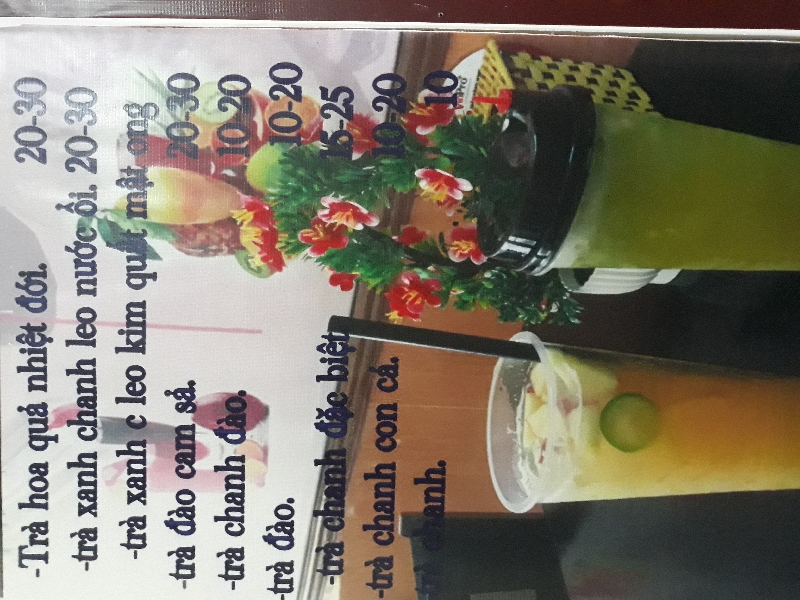 -Trà hoa quả nhiệt đới. 20-30
-trà xanh chanh leo nước ổi. 20-30
-trà xanh c leo kim quất mật ong
-trà đào cam sả. 20-30
-trà chanh đào. 10-20
-trà đào. 10-20
-trà chanh đặc biệt 15-25
-trà chanh con cá. 10-20
-trà chanh. 10
Pro